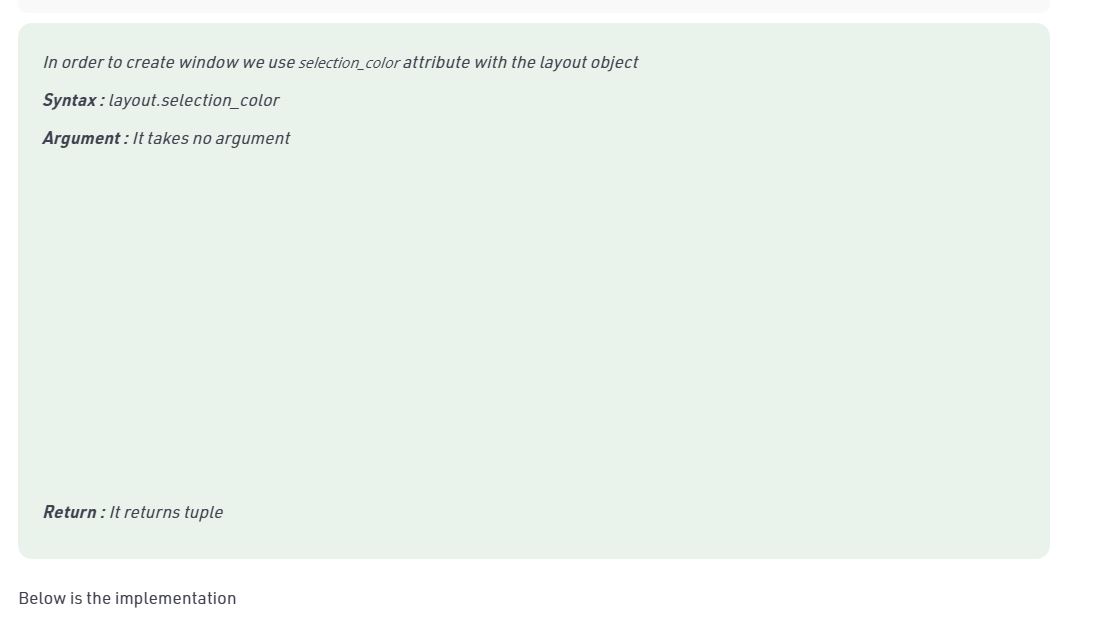 In order to create window we use selection_color attribute with the layout object
Syntax : layout.selection_color
Argument : It takes no argument
Return : It returns tuple
Below is the implementation